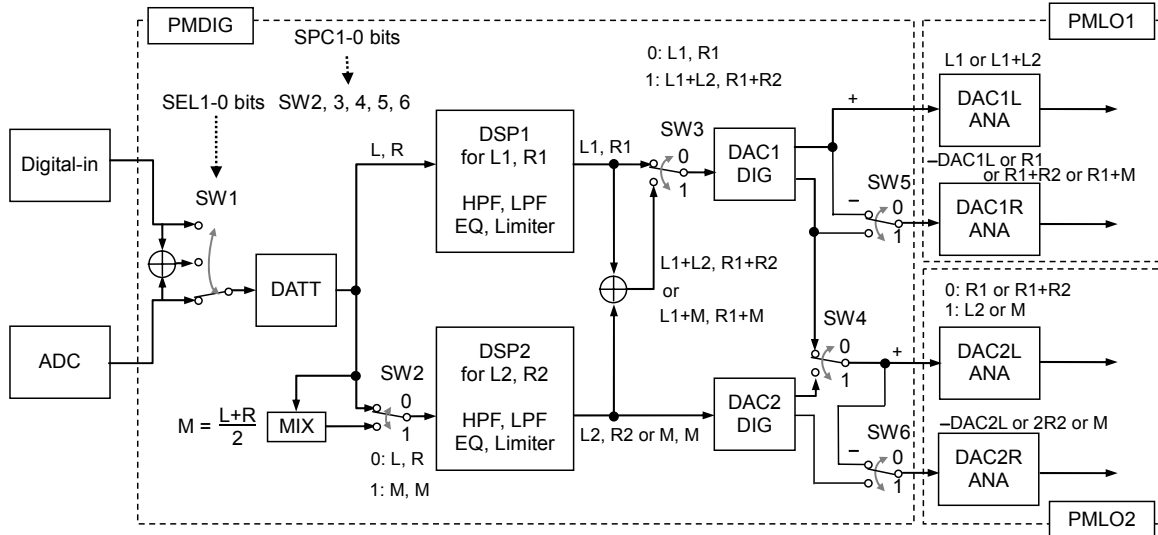 PMDIG
PMLO1
SPC1-0 bits
0: L1, R1
1: L1+L2, R1+R2
L1 or L1+L2
SEL1-0 bits
SW2, 3, 4, 5, 6
Digital-in
SW1
DSP1
for L1, R1
HPF, LPF
EQ, Limiter
L, R
L1, R1
SW3
0
1
DAC1
DIG
+
DAC1L
ANA
–DAC1L or R1
or R1+R2 or R1+M
SW5
–
0
1
DAC1R
ANA
DATT
L1+L2, R1+R2
or
L1+M, R1+M
ADC
0: R1 or R1+R2
1: L2 or M
SW4
0
1
+
DAC2L
ANA
DSP2
for L2, R2
HPF, LPF
EQ, Limiter
SW2
0
1
M = L+R
2
MIX
0: L, R
1: M, M
L2, R2 or M, M
DAC2
DIG
SW6
–
0
1
–DAC2L or 2R2 or M
DAC2R
ANA
PMLO2